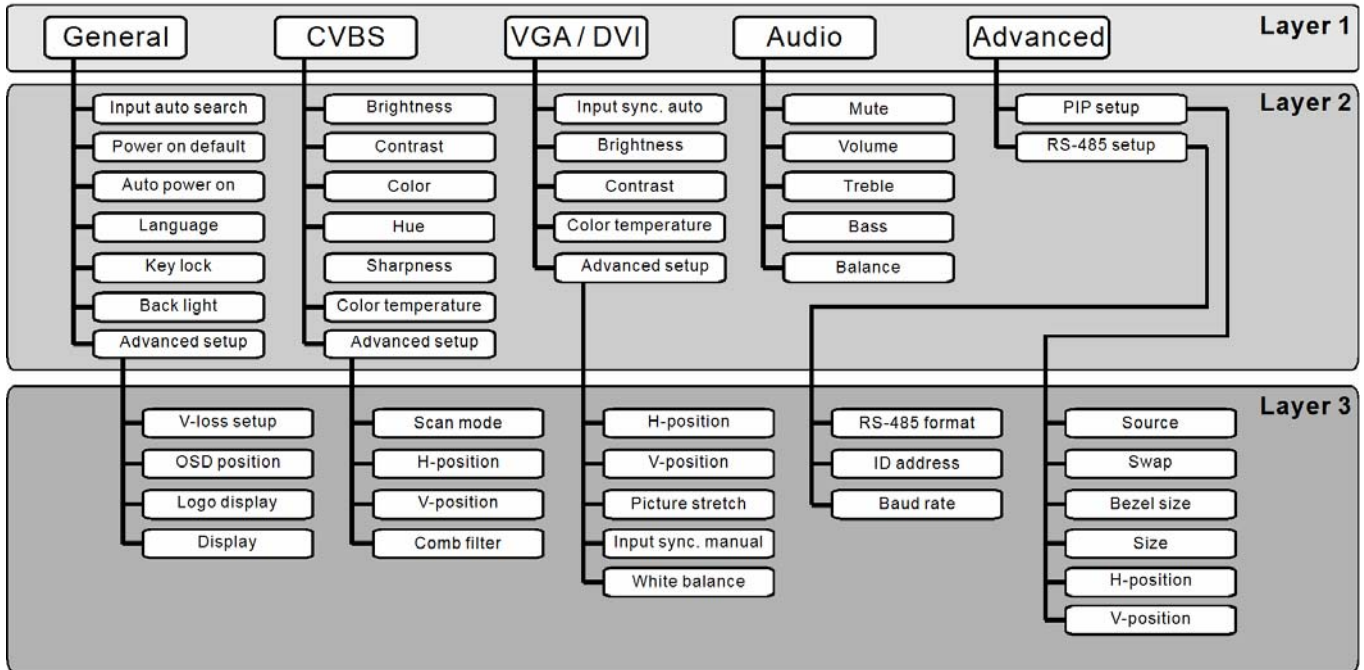 Layer 1
General
CVBS
VGA / DVI
Audio
Advanced
Layer 2
Input auto search
Power on default
Auto power on
Language
Key lock
Back light
Advanced setup
Brightness
Contrast
Color
Hue
Sharpness
Color temperature
Advanced setup
Input sync. auto
Brightness
Contrast
Color temperature
Advanced setup
Mute
Volume
Treble
Bass
Balance
PIP setup
RS-485 setup
Layer 3
V-loss setup
OSD position
Logo display
Display
Scan mode
H-position
V-position
Comb filter
H-position
V-position
Picture stretch
Input sync. manual
White balance
RS-485 format
ID address
Baud rate
Source
Swap
Bezel size
Size
H-position
V-position